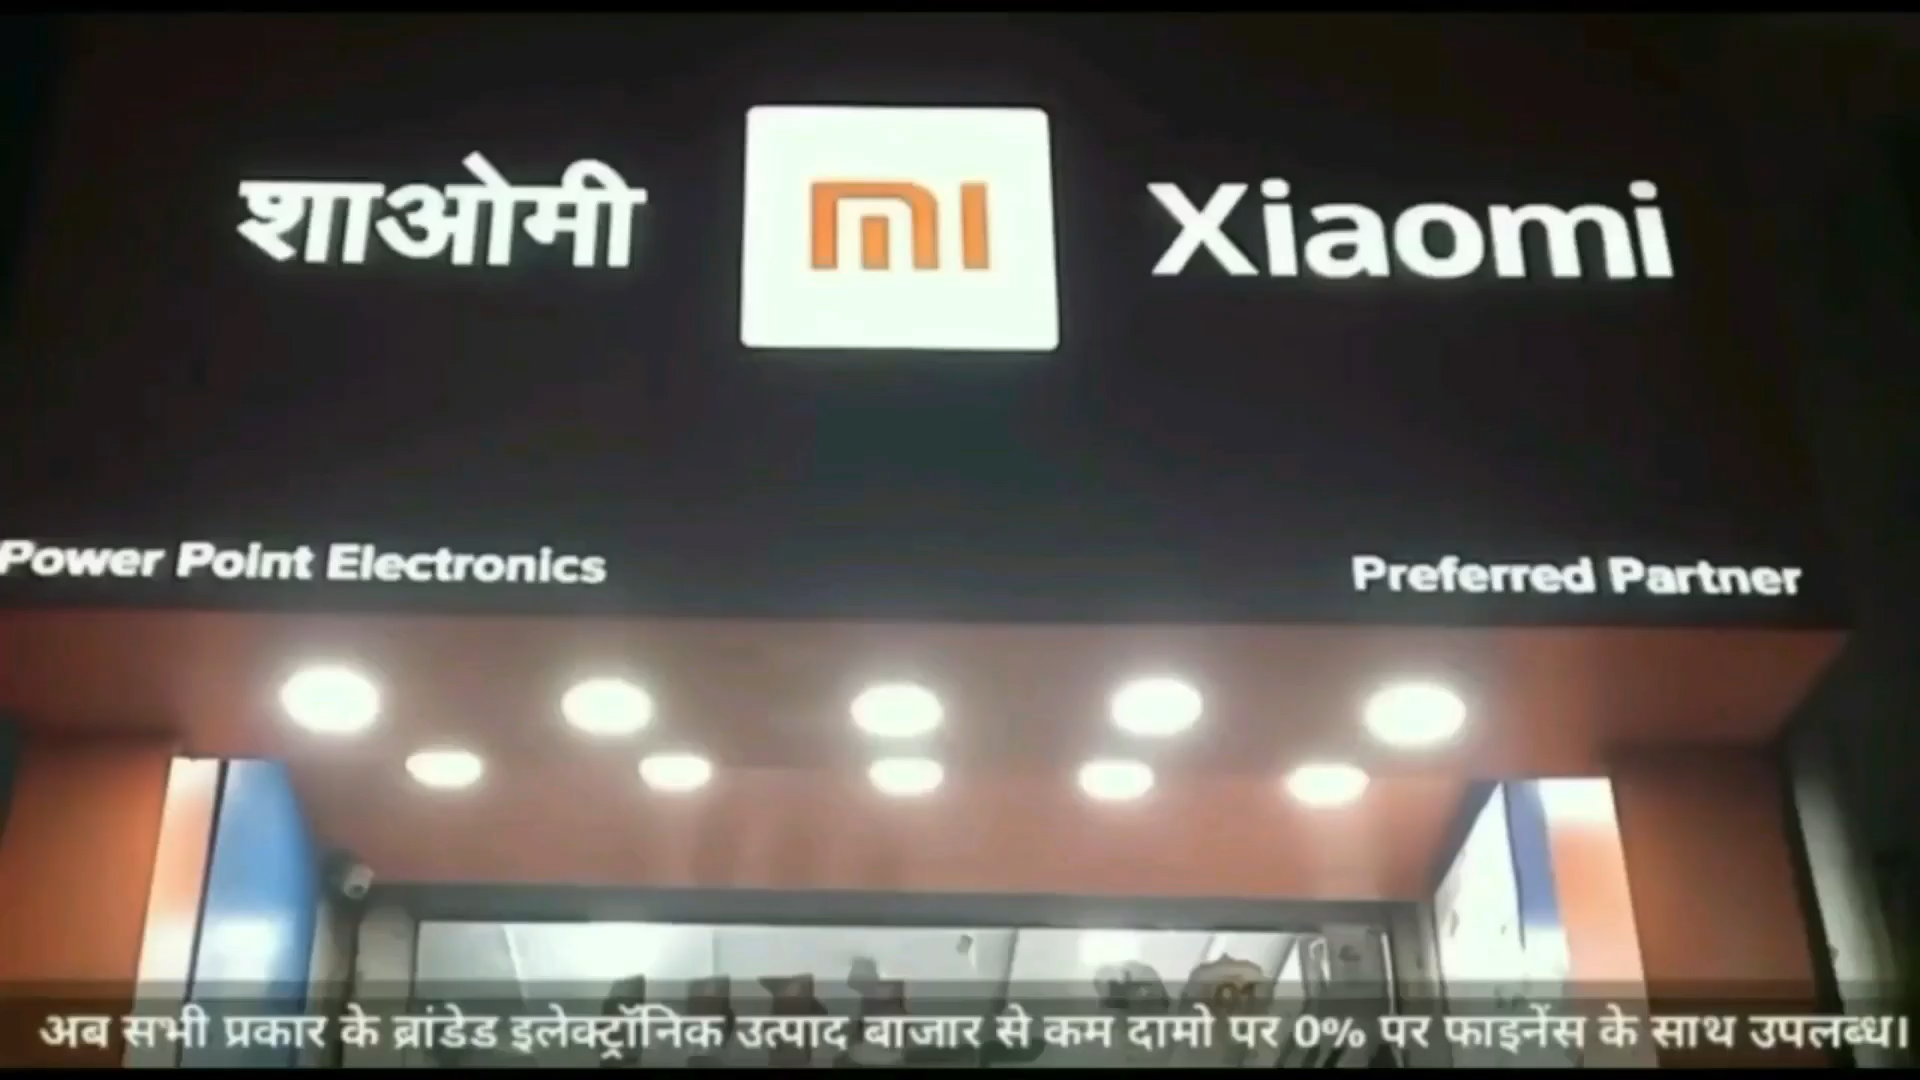 शाओमी mi Xiaomi
Power Point Electronics Preferred Partner
अब सभी प्रकार के ब्रांडेड इलेक्ट्रॉनिक उत्पाद बाजार से कम दामो पर 0% पर फाइनेंस के साथ उपलब्ध।